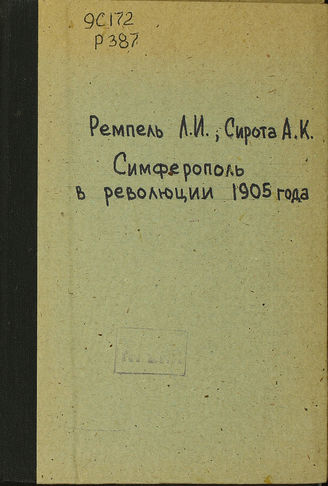 9С172
Р387
Ремпель Л.И., Сирота А.К.
Симферополь
в революции 1905 года